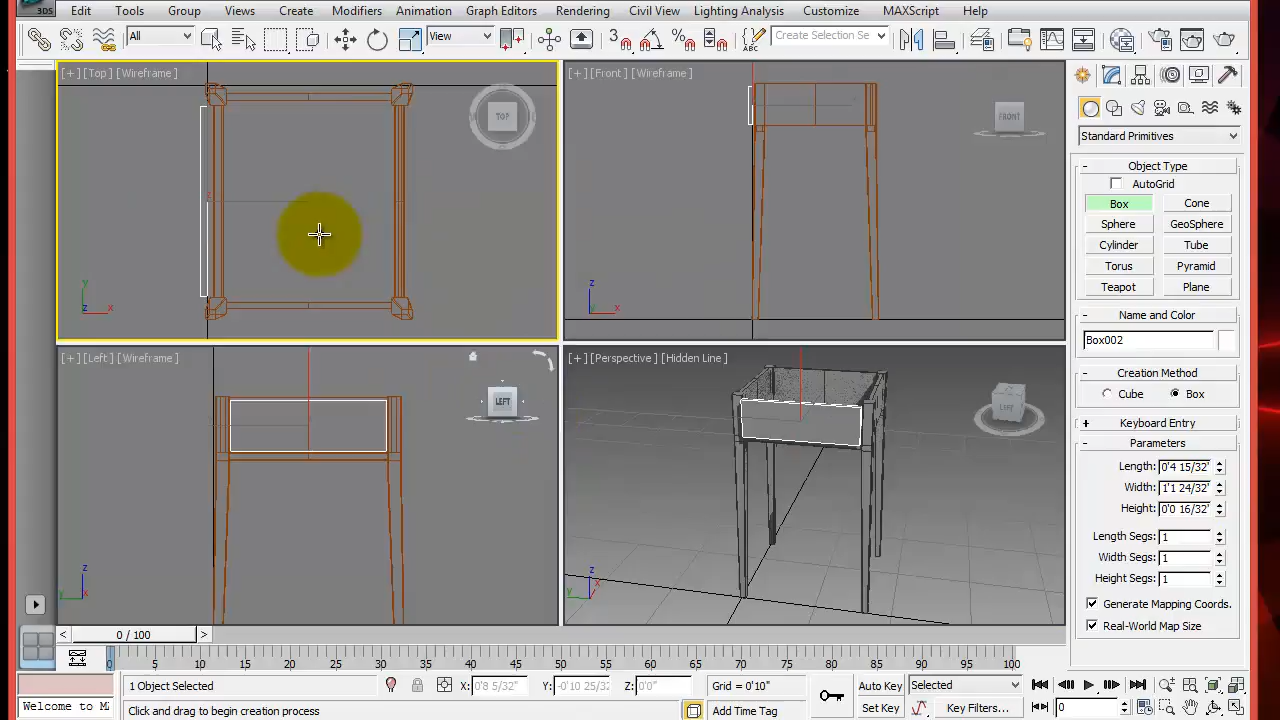 3DS Edit Tools Group Views Create Modifiers Animation Graph Editors Rendering Civil View Lighting Analysis Customize MAXScript Help
All View 3 Create Selection Se
[+] [Top] [Wireframe] TOP
[+] [Front] [Wireframe] FRONT
Standard Primitives
- Object Type
AutoGrid
Box Cone
Sphere GeoSphere
Cylinder Tube
Torus Pyramid
Teapot Plane
- Name and Color
Box002
- Creation Method
Cube Box
+ Keyboard Entry
- Parameters
Length: 0'4 15/32"
Width: 1'1 24/32"
Height: 0'0 16/32"
Length Segs: 1
Width Segs: 1
Height Segs: 1
Generate Mapping Coords.
Real-World Map Size
y z x
z x
[+] [Left] [Wireframe] LEFT
[+] [Perspective] [Hidden Line] LEFT
z y
z x y
< 0 / 100 >
0 5 10 15 20 25 30 35 40 45 50 55 60 65 70 75 80 85 90 95 100
1 Object Selected X: 0'8 5/32" Y: -0'10 25/32 Z: 0'0" Grid = 0'10" Auto Key Selected
Welcome to MA Click and drag to begin creation process Add Time Tag Set Key Key Filters... 0